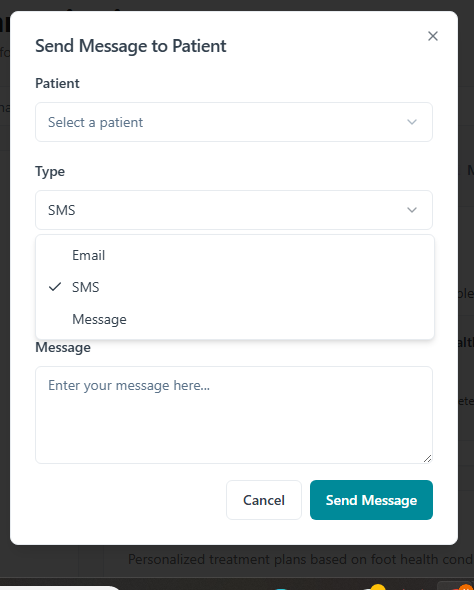 Send Message to Patient
Patient
Select a patient
Type
SMS
Email
SMS
Message
Message
Enter your message here...
Cancel
Send Message
Personalized treatment plans based on foot health cond